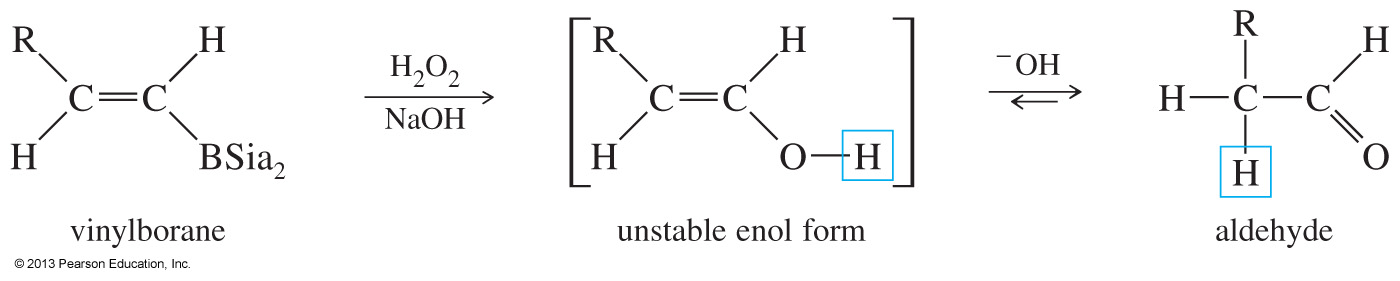 R H R H R H
H₂O₂ ⁻OH
C=C C=C H—C—C
NaOH
H BSia₂ H O—H H O
vinylborane unstable enol form aldehyde
© 2013 Pearson Education, Inc.